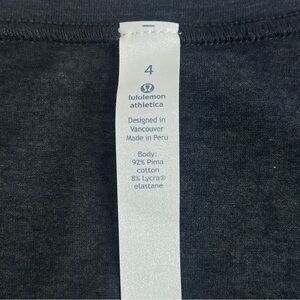 4
lululemon
athletica
Designed in
Vancouver
Made in Peru
Body:
92% Pima
cotton
8% Lycra®
elastane